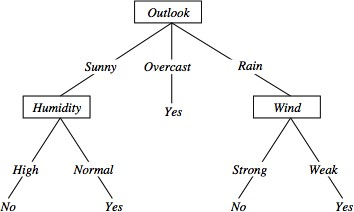 Outlook
Sunny Overcast Rain
Humidity Yes Wind
High Normal Strong Weak
No Yes No Yes